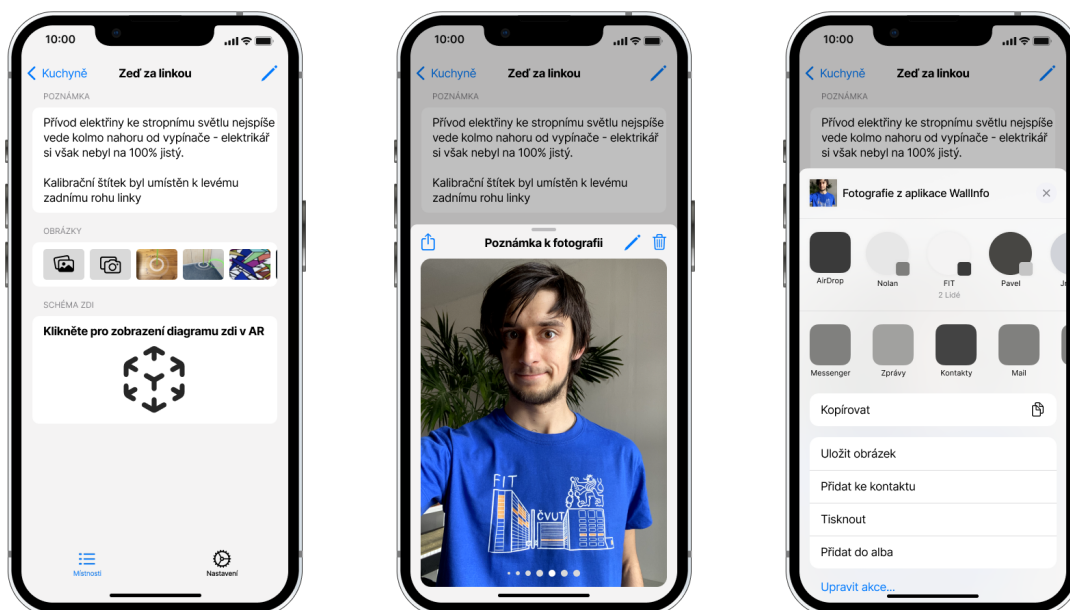 10:00
Kuchyně
Zeď za linkou
POZNÁMKA
Přívod elektřiny ke stropnímu světlu nejspíše
vede kolmo nahoru od vypínače - elektrikář
si však nebyl na 100% jistý.
Kalibrační štítek byl umístěn k levému
zadnímu rohu linky
OBRÁZKY
SCHÉMA ZDI
Klikněte pro zobrazení diagramu zdi v AR
Místnosti
Nastavení
10:00
Kuchyně
Zeď za linkou
POZNÁMKA
Přívod elektřiny ke stropnímu světlu nejspíše
vede kolmo nahoru od vypínače - elektrikář
si však nebyl na 100% jistý.
Kalibrační štítek byl umístěn k levému
zadnímu rohu linky
Poznámka k fotografii
FIT
ČVUT
10:00
Kuchyně
Zeď za linkou
POZNÁMKA
Přívod elektřiny ke stropnímu světlu nejspíše
vede kolmo nahoru od vypínače - elektrikář
si však nebyl na 100% jistý.
Fotografie z aplikace WallInfo
AirDrop
Nolan
FIT
2 Lidé
Pavel
Messenger
Zprávy
Kontakty
Mail
Kopírovat
Uložit obrázek
Přidat ke kontaktu
Tisknout
Přidat do alba
Upravit akce...